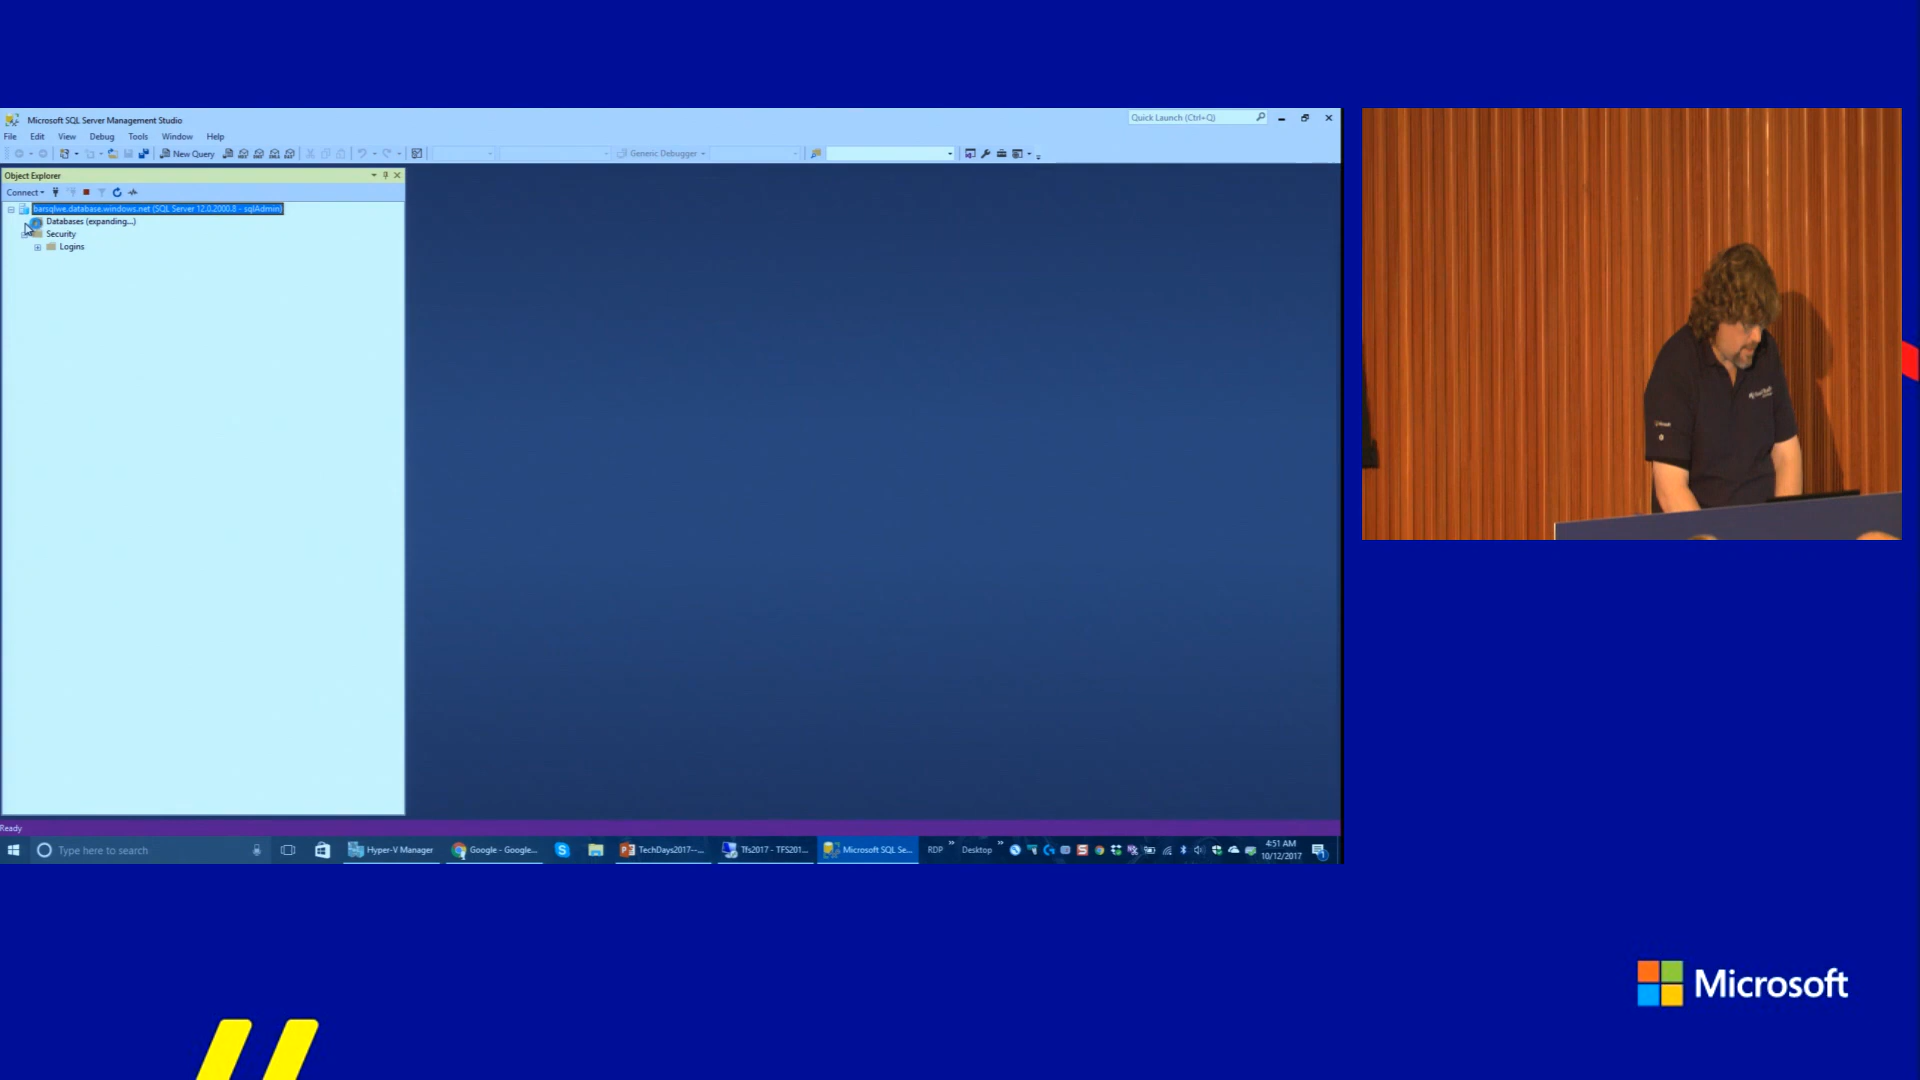 Microsoft SQL Server Management Studio
Quick Launch (Ctrl+Q)
File Edit View Debug Tools Window Help
New Query
Generic Debugger
Object Explorer
Connect
barsqlwe.database.windows.net (SQL Server 12.0.2000.8 - sqlAdmin)
Databases (expanding...)
Security
Logins
Ready
Type here to search
Hyper-V Manager
Google - Google...
TechDays2017--...
Tfs2017 - TFS201...
Microsoft SQL Se...
RDP
Desktop
4:51 AM
10/12/2017
Microsoft